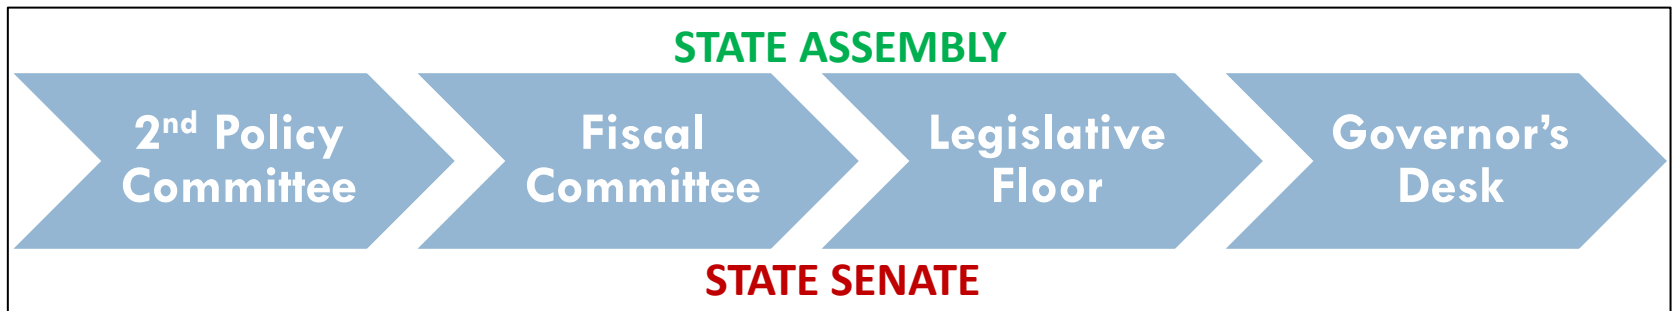 STATE ASSEMBLY
2nd Policy
Committee
Fiscal
Committee
Legislative
Floor
Governor’s
Desk
STATE SENATE